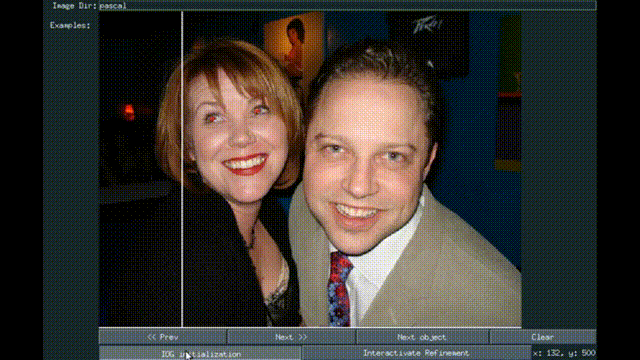 Image Dir: pascal
Examples:
<< Prev
Next >>
Next object
Clear
IOG initialization
Interactivate Refinement
x: 132, y: 500